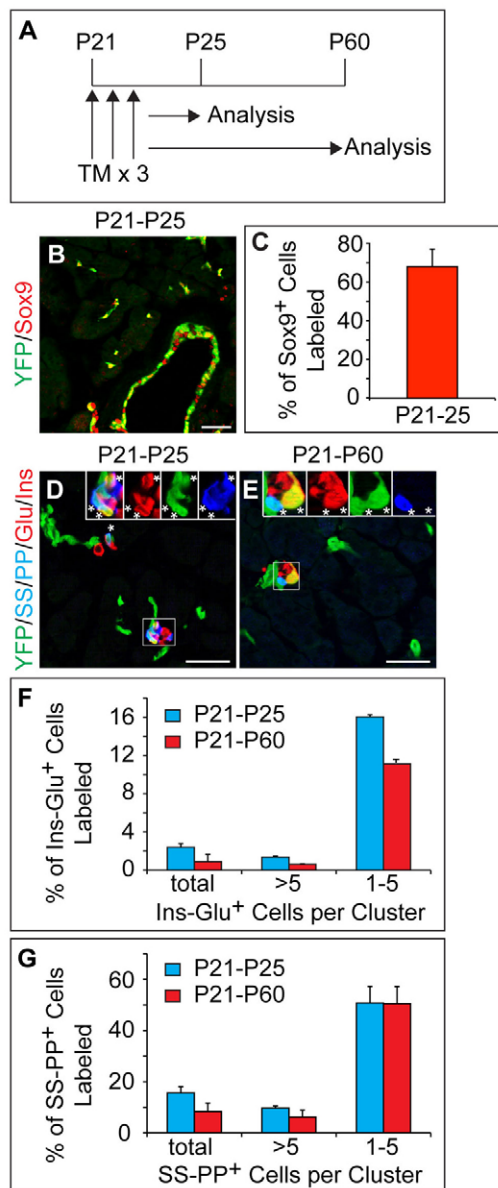 A
P21 P25 P60
Analysis
TM x 3 Analysis
P21-P25
B
YFP/Sox9
C
% of Sox9+ Cells
Labeled
80
60
40
20
0
P21-25
P21-P25 P21-P60
D E
YFP/SS/PP/Glu/Ins
* * * * * * * * *
* * * * * * * *
*
F
% of Ins-Glu+ Cells
Labeled
16
12
8
4
0
P21-P25
P21-P60
total >5 1-5
Ins-Glu+ Cells per Cluster
G
% of SS-PP+ Cells
Labeled
60
40
20
0
P21-P25
P21-P60
total >5 1-5
SS-PP+ Cells per Cluster